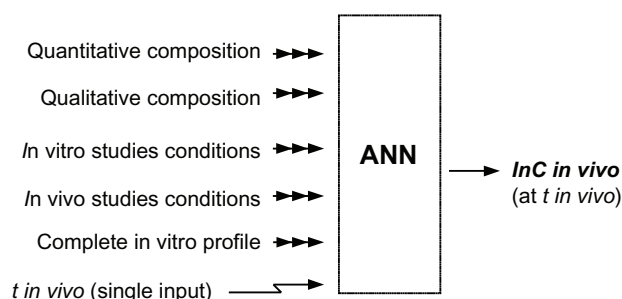 Quantitative composition
Qualitative composition
In vitro studies conditions
In vivo studies conditions
Complete in vitro profile
t in vivo (single input)
ANN
InC in vivo
(at t in vivo)